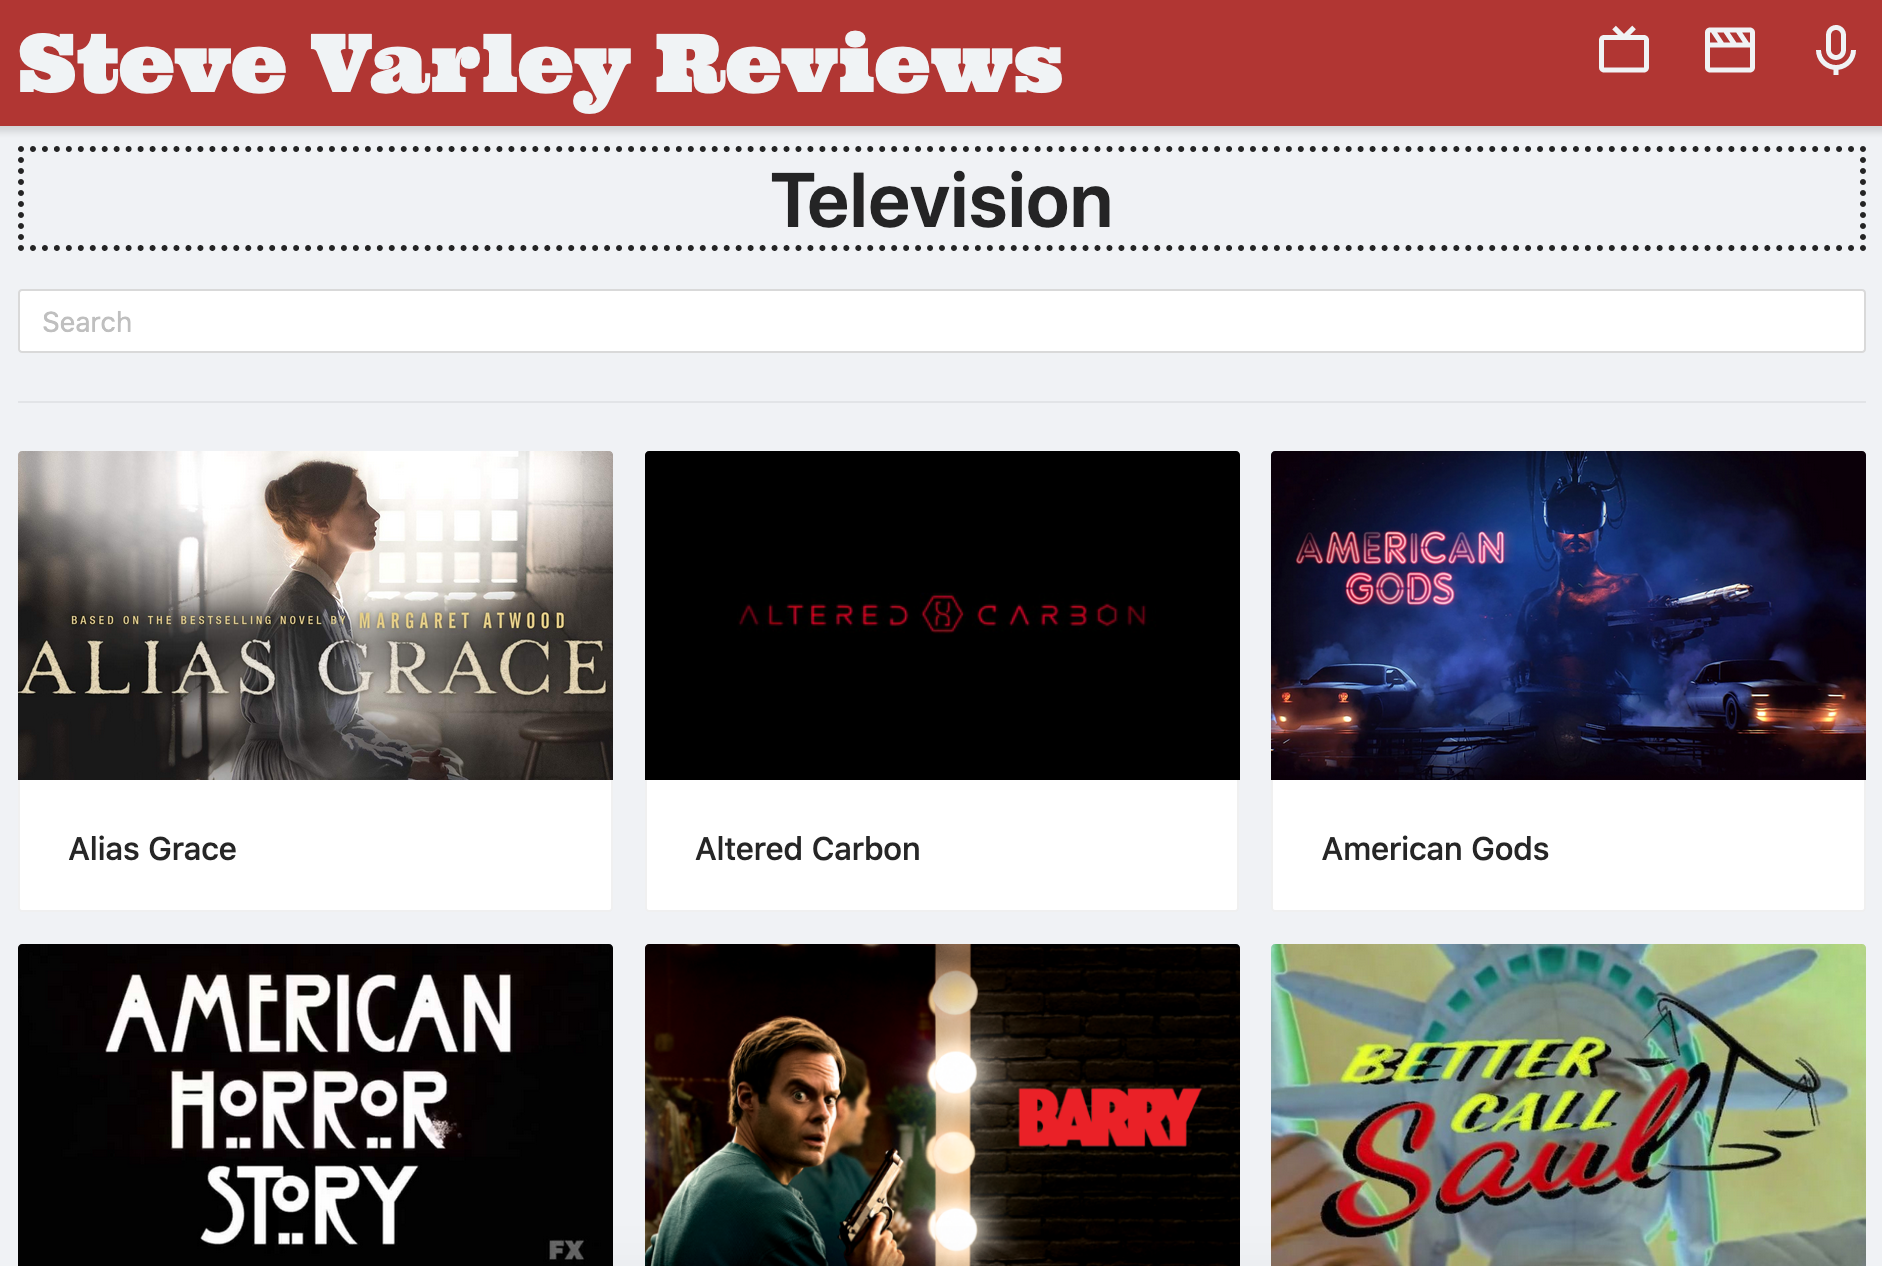 Steve Varley Reviews
Television
Search
BASED ON THE BESTSELLING NOVEL BY MARGARET ATWOOD
ALIAS GRACE
ALTERED CARBON
AMERICAN
GODS
Alias Grace
Altered Carbon
American Gods
AMERICAN
HORROR
STORY
FX
BARRY
BETTER
CALL
Saul